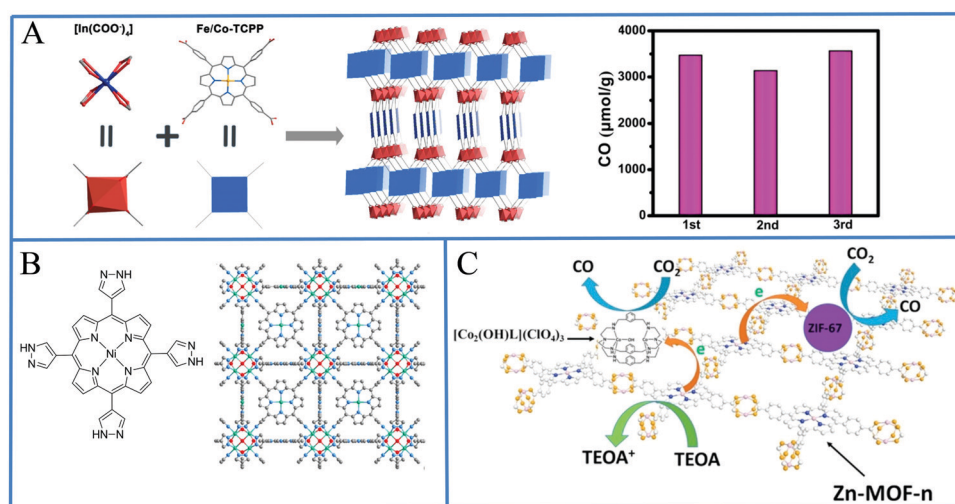 A
[In(COO⁻)₄]
Fe/Co-TCPP
=
+
=
CO (μmol/g)
4000
3000
2000
1000
0
1st
2nd
3rd
B
N NH
N
NH
HN
N
N
N
N
N
Ni
HN N
C
CO
CO₂
CO₂
CO
e
ZIF-67
[Co₂(OH)L](ClO₄)₃
e
TEOA⁺
TEOA
Zn-MOF-n